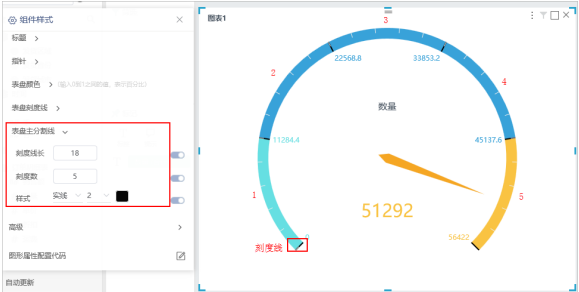 组件样式
标题
指针
表盘颜色 (输入0到1之间数值，表示百分比)
表盘刻度线
表盘主分割线
刻度线长 18
刻度数 5
样式 实线 2
高级
图形属性配置代码
自动更新
图表1
3
22568.8 33853.2
2
4
数量
11284.4 45137.6
1
5
51292
0 56422
刻度线